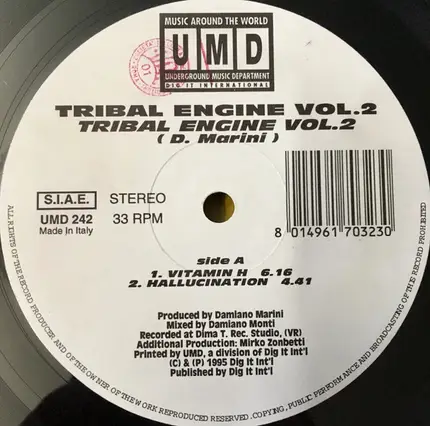 MUSIC AROUND THE WORLD
UMD
UNDERGROUND MUSIC DEPARTMENT
DIG IT INTERNATIONAL
TRIBAL ENGINE VOL.2
TRIBAL ENGINE VOL.2
( D. Marini )
S.I.A.E.
STEREO
UMD 242
33 RPM
Made in Italy
8 014961 703230
side A
1. VITAMIN H 6.16
2. HALLUCINATION 4.41
Produced by Damiano Marini
Mixed by Damiano Monti
Recorded at Dima T. Rec. Studio, (VR)
Additional Production: Mirko Zonbetti
Printed by UMD, a division of Dig It Int'l
(C) & (P) 1995 Dig It Int'l
Published by Dig It Int'l
ALL RIGHTS OF THE RECORD PRODUCER AND OF THE OWNER OF THE WORK REPRODUCED RESERVED. COPYING, PUBLIC PERFORMANCE AND BROADCASTING OF THIS RECORD PROHIBITED